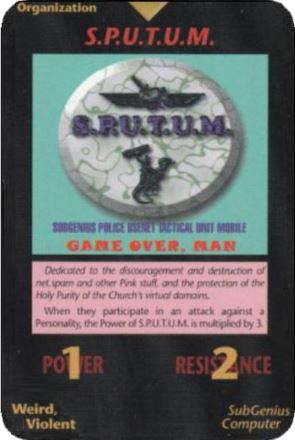 Organization
S.P.U.T.U.M.
S.P.U.T.U.M.
SUBGENIUS POLICE USENET TACTICAL UNIT MOBILE
GAME OVER, MAN
Dedicated to the discouragement and destruction of
net.spam and other Pink stuff, and the protection of the
Holy Purity of the Church's virtual domains.
When they participate in an attack against a
Personality, the Power of S.P.U.T.U.M. is multiplied by 3.
POWER 1
RESISTANCE 2
Weird,
Violent
SubGenius
Computer